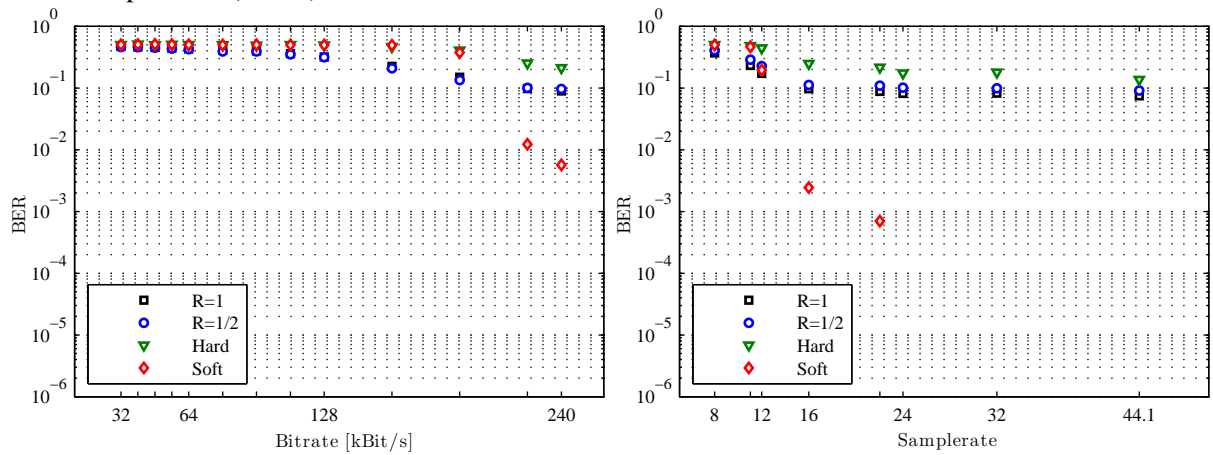 10^0
10^−1
10^−2
10^−3
10^−4
10^−5
10^−6
BER
R=1
R=1/2
Hard
Soft
32
64
128
240
Bitrate [kBit/s]
10^0
10^−1
10^−2
10^−3
10^−4
10^−5
10^−6
BER
R=1
R=1/2
Hard
Soft
8
12
16
24
32
44.1
Samplerate